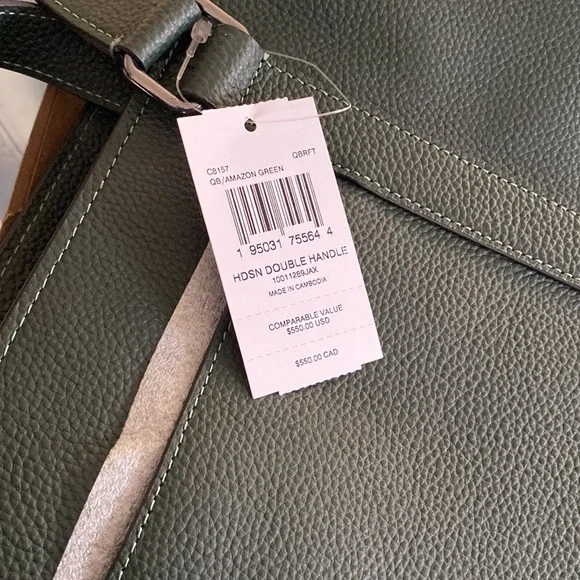 C8157 QBRFT
QB/AMAZON GREEN
1 95031 75564 4
HDSN DOUBLE HANDLE
10011289JAX
MADE IN CAMBODIA
COMPARABLE VALUE
$550.00 USD
$550.00 CAD